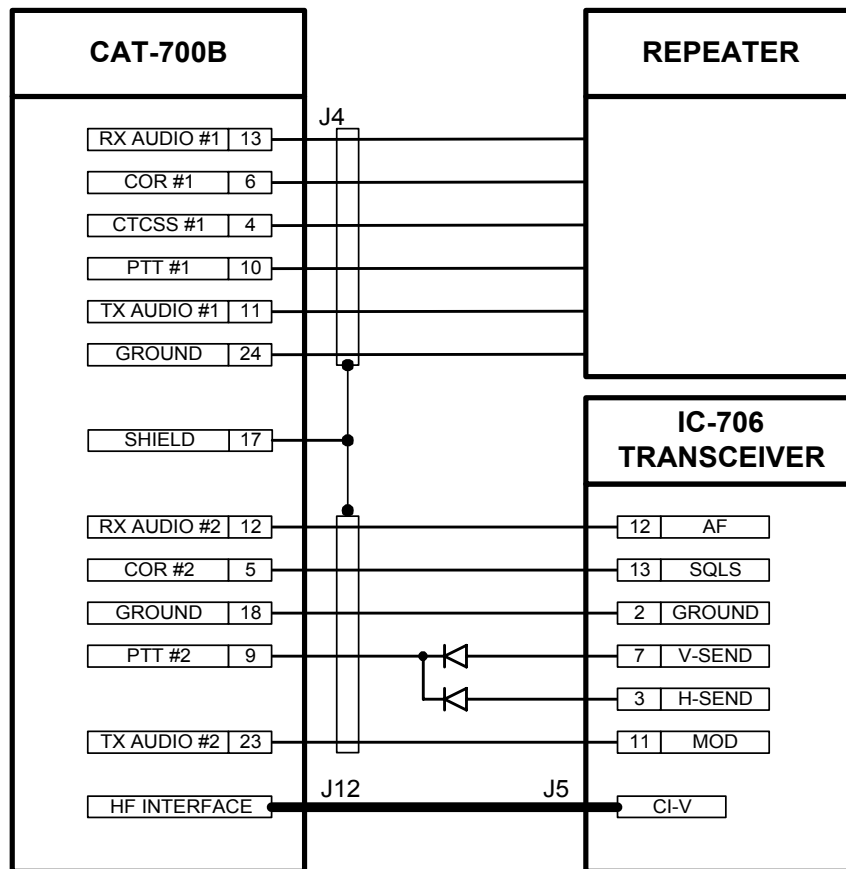 CAT-700B
REPEATER
J4
RX AUDIO #1 13
COR #1 6
CTCSS #1 4
PTT #1 10
TX AUDIO #1 11
GROUND 24
SHIELD 17
IC-706
TRANSCEIVER
RX AUDIO #2 12
12 AF
COR #2 5
13 SQLS
GROUND 18
2 GROUND
PTT #2 9
7 V-SEND
3 H-SEND
TX AUDIO #2 23
11 MOD
J12
J5
HF INTERFACE
CI-V